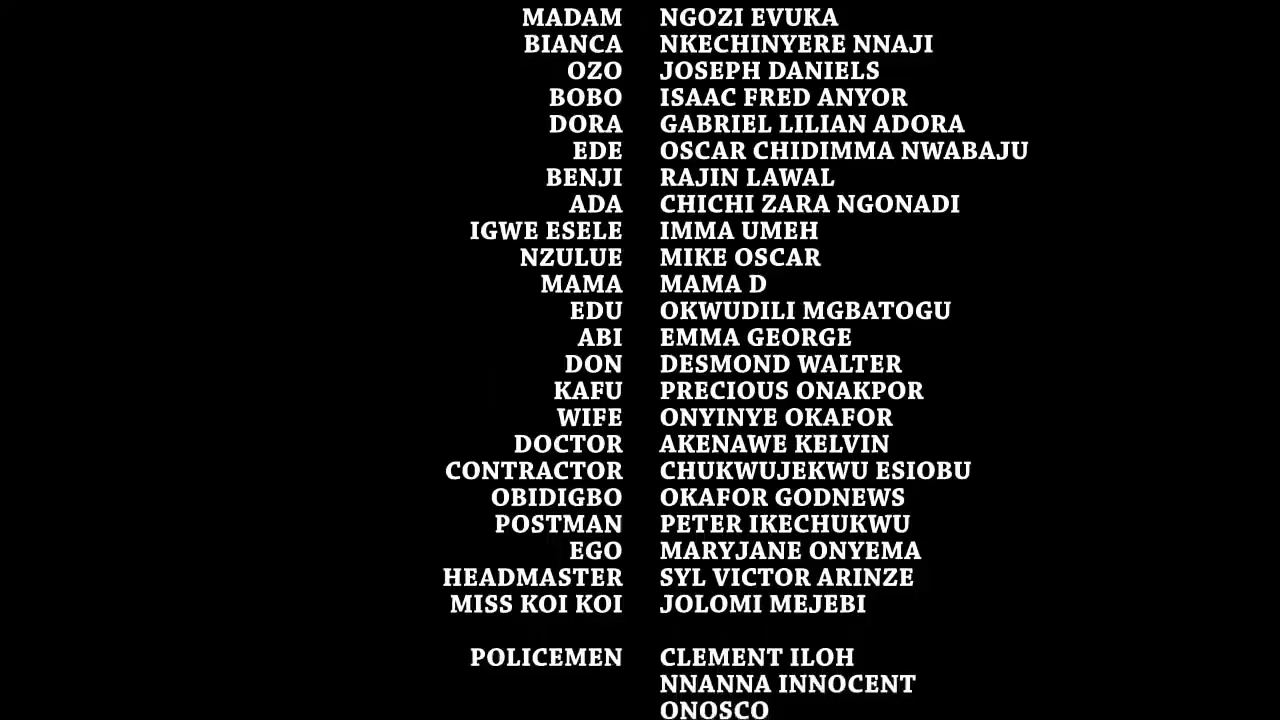 MADAM NGOZI EVUKA
BIANCA NKECHINYERE NNAJI
OZO JOSEPH DANIELS
BOBO ISAAC FRED ANYOR
DORA GABRIEL LILIAN ADORA
EDE OSCAR CHIDIMMA NWABAJU
BENJI RAJIN LAWAL
ADA CHICHI ZARA NGONADI
IGWE ESELE IMMA UMEH
NZULUE MIKE OSCAR
MAMA MAMA D
EDU OKWUDILI MGBATOGU
ABI EMMA GEORGE
DON DESMOND WALTER
KAFU PRECIOUS ONAKPOR
WIFE ONYINYE OKAFOR
DOCTOR AKENAWE KELVIN
CONTRACTOR CHUKWUJEKWU ESIOBU
OBIDIGBO OKAFOR GODNEWS
POSTMAN PETER IKECHUKWU
EGO MARYJANE ONYEMA
HEADMASTER SYL VICTOR ARINZE
MISS KOI KOI JOLOMI MEJEBI
POLICEMEN CLEMENT ILOH
NNANNA INNOCENT
ONOSCO